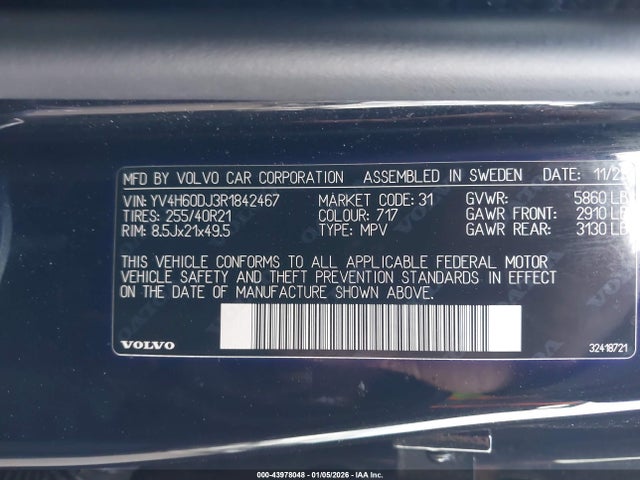 MFD BY VOLVO CAR CORPORATION ASSEMBLED IN SWEDEN DATE: 11/2
VIN: YV4H60DJ3R1842467 MARKET CODE: 31 GVWR: 5860 LB
TIRES: 255/40R21 COLOUR: 717 GAWR FRONT: 2910 LB
RIM: 8.5Jx21x49.5 TYPE: MPV GAWR REAR: 3130 LB
THIS VEHICLE CONFORMS TO ALL APPLICABLE FEDERAL MOTOR
VEHICLE SAFETY AND THEFT PREVENTION STANDARDS IN EFFECT
ON THE DATE OF MANUFACTURE SHOWN ABOVE.
VOLVO 32418721
000-43978048 - 01/05/2026 - IAA Inc.